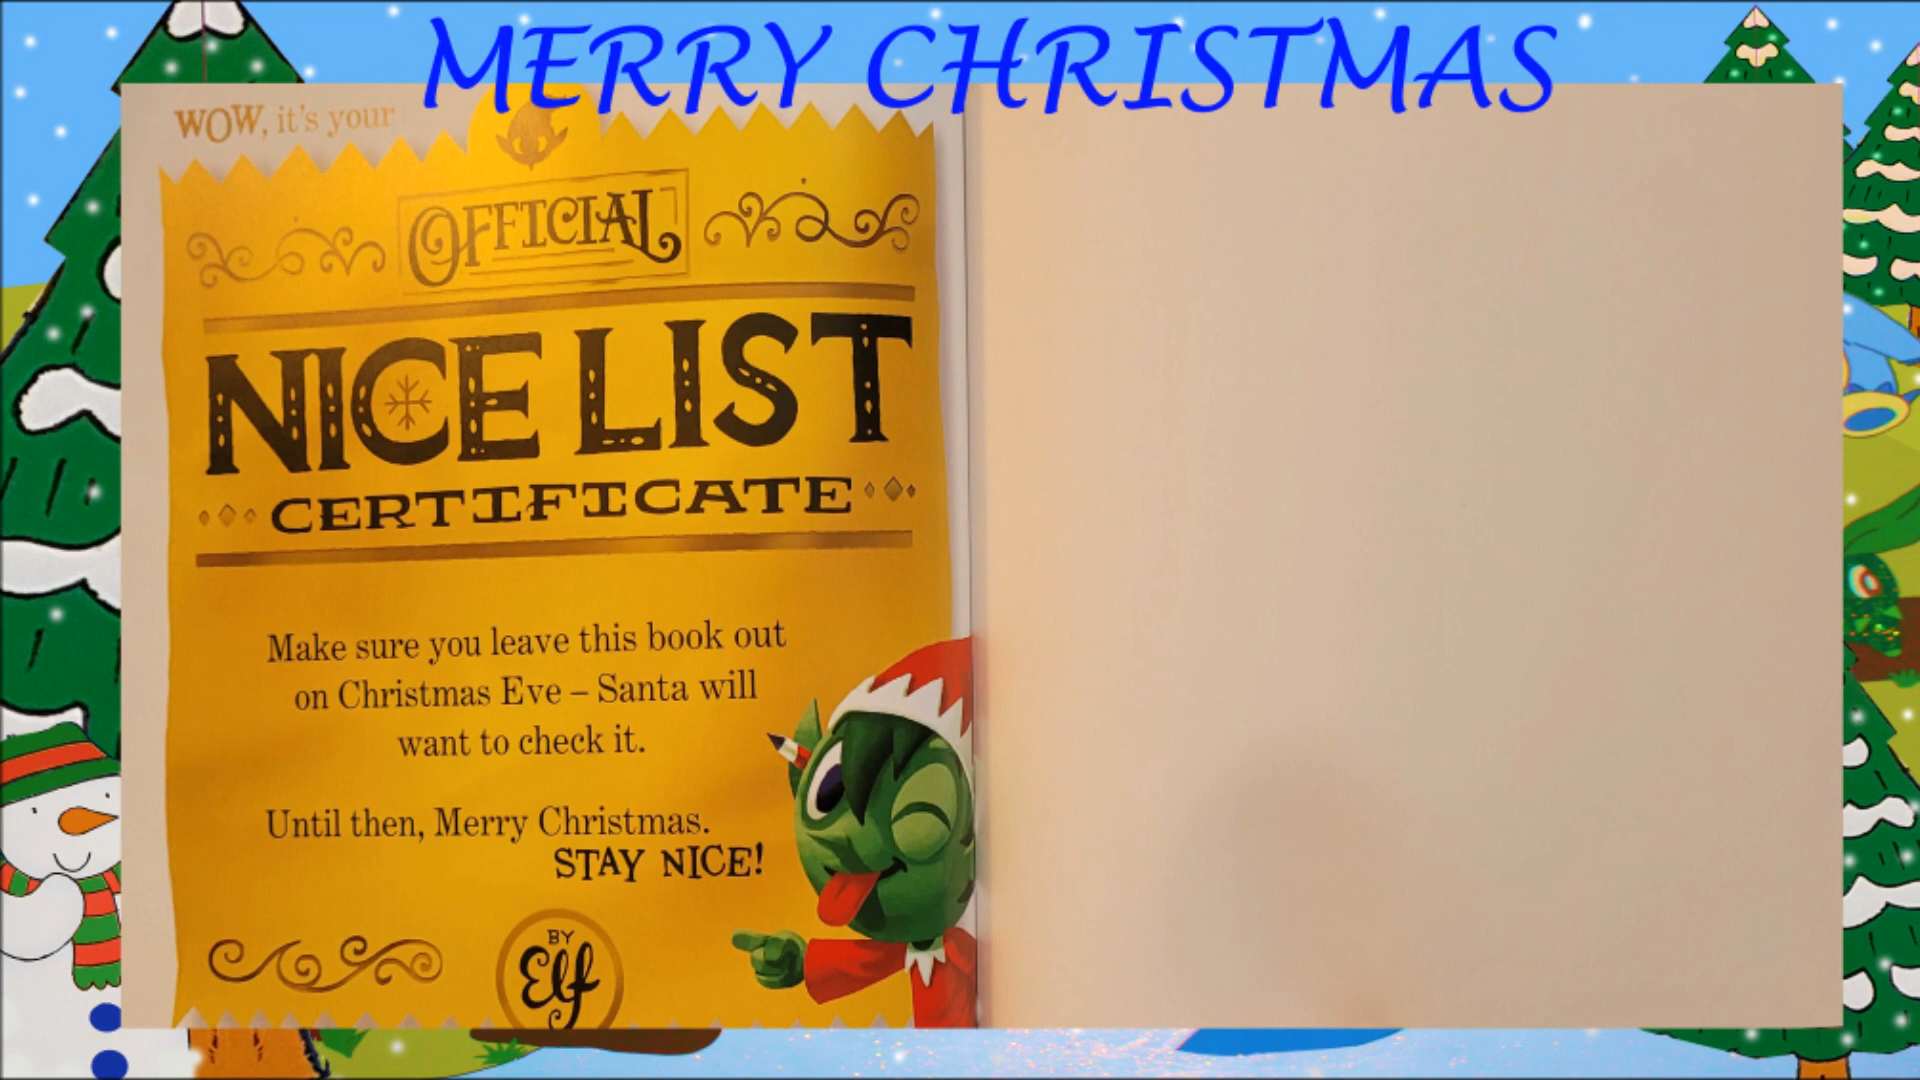 MERRY CHRISTMAS
WOW, it's your
OFFICIAL
NICE LIST
CERTIFICATE
Make sure you leave this book out
on Christmas Eve – Santa will
want to check it.
Until then, Merry Christmas.
STAY NICE!
BY
Elf